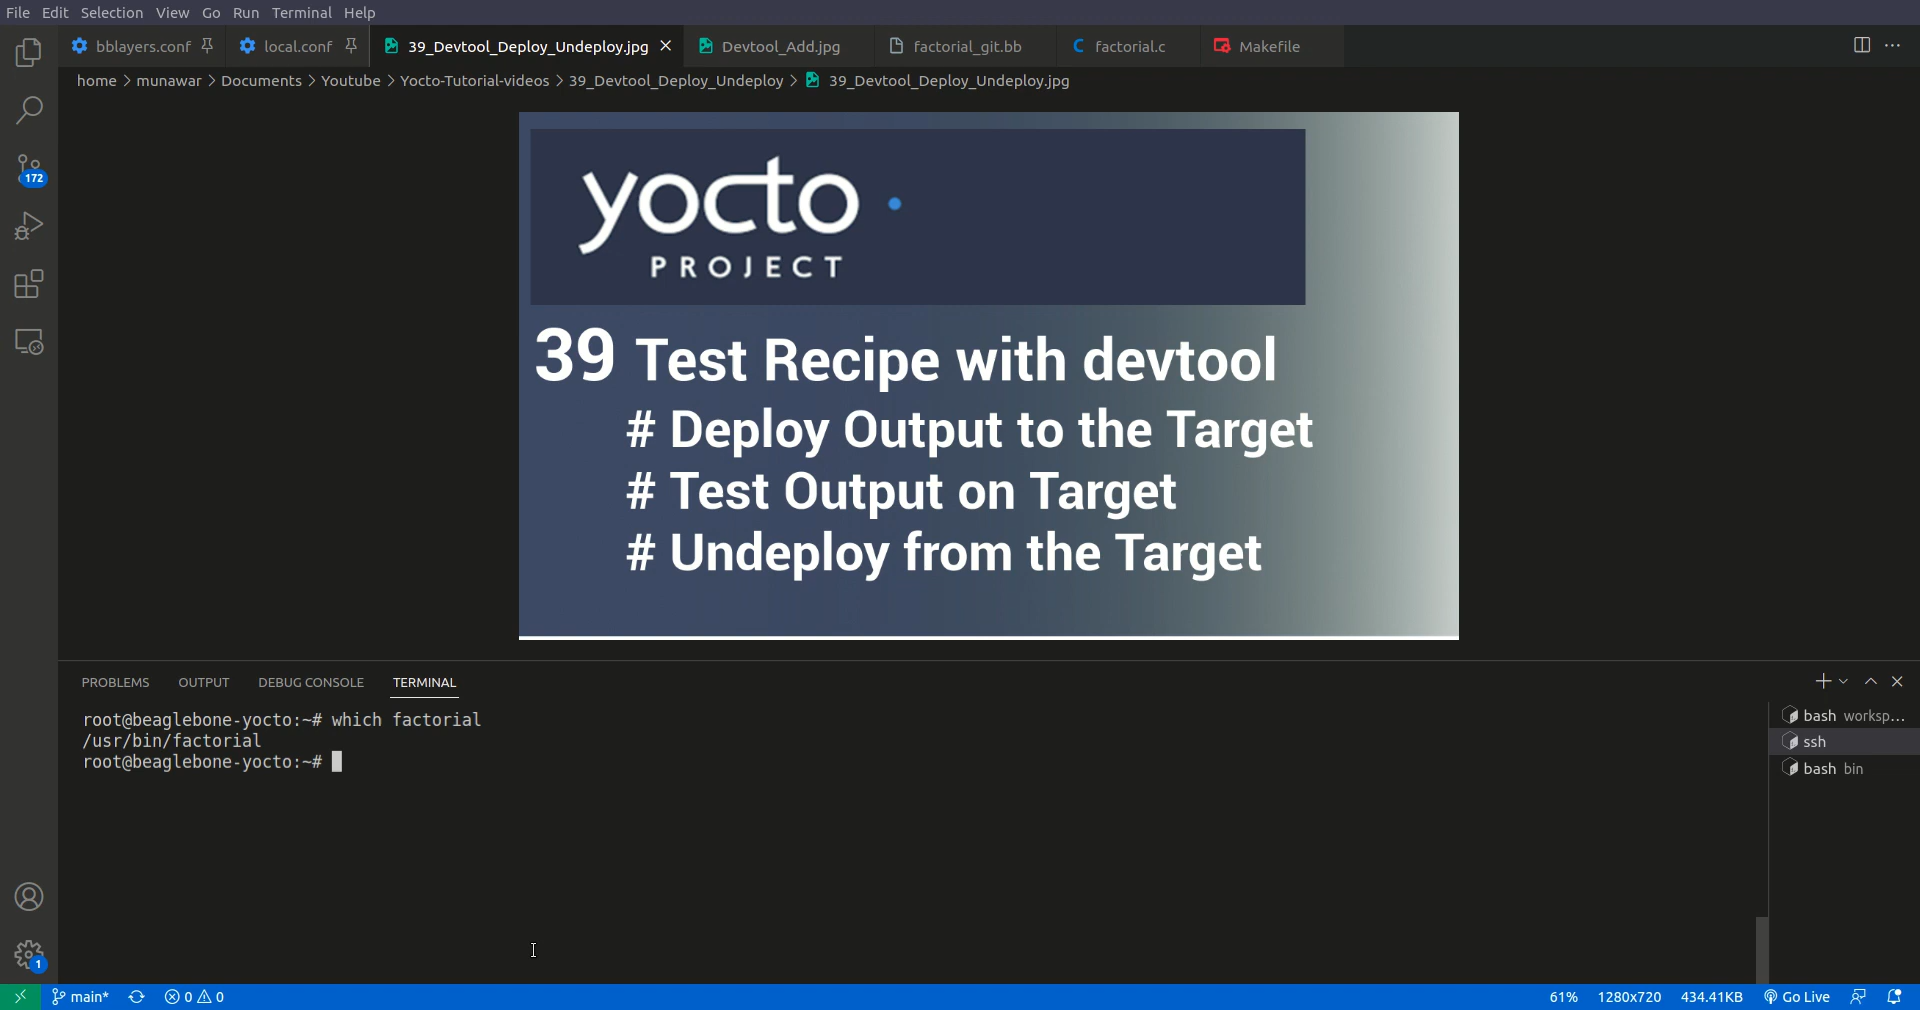 File Edit Selection View Go Run Terminal Help
bblayers.conf local.conf 39_Devtool_Deploy_Undeploy.jpg Devtool_Add.jpg factorial_git.bb factorial.c Makefile
home > munawar > Documents > Youtube > Yocto-Tutorial-videos > 39_Devtool_Deploy_Undeploy > 39_Devtool_Deploy_Undeploy.jpg
172
yocto
PROJECT
39 Test Recipe with devtool
# Deploy Output to the Target
# Test Output on Target
# Undeploy from the Target
PROBLEMS OUTPUT DEBUG CONSOLE TERMINAL
root@beaglebone-yocto:~# which factorial
/usr/bin/factorial
root@beaglebone-yocto:~#
bash worksp...
ssh
bash bin
1
main* 0 0 61% 1280x720 434.41KB Go Live